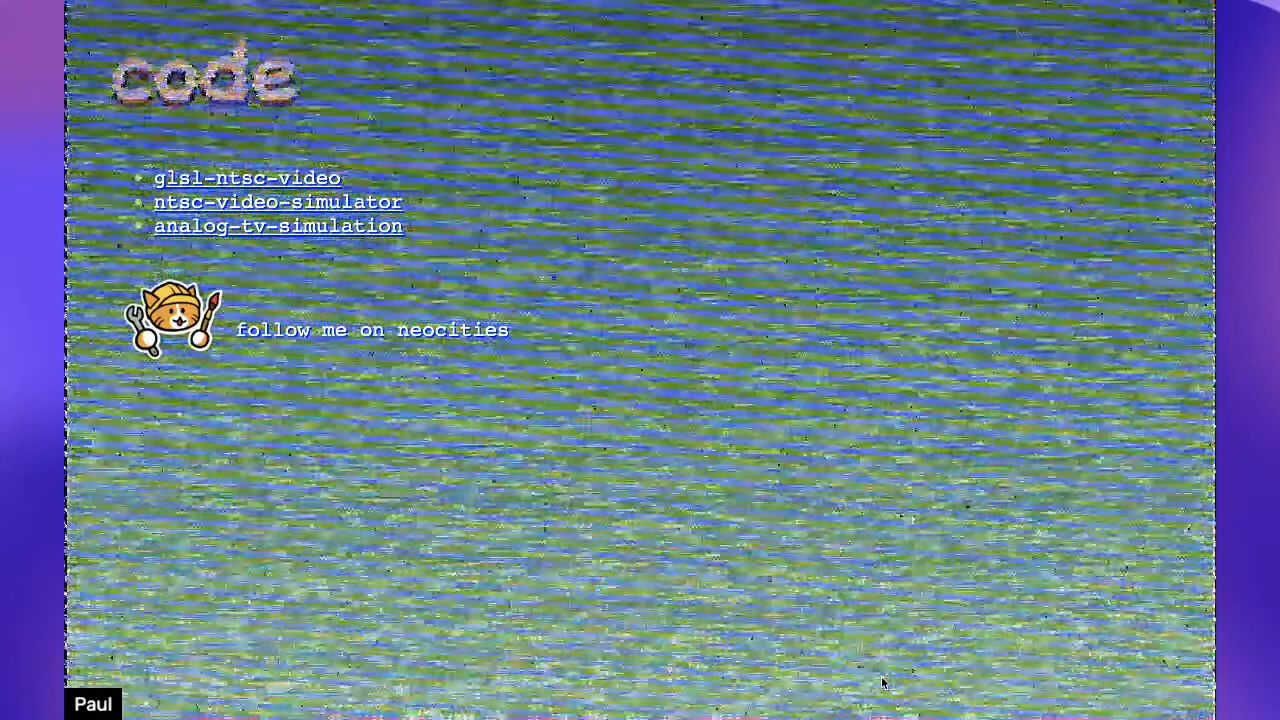 code
glsl-ntsc-video
ntsc-video-simulator
analog-tv-simulation
follow me on neocities
Paul